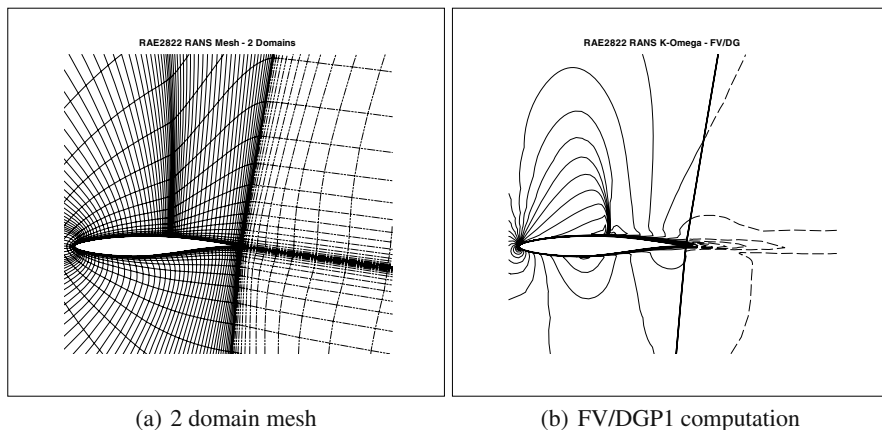 RAE2822 RANS Mesh - 2 Domains
RAE2822 RANS K-Omega - FV/DG
(a) 2 domain mesh
(b) FV/DGP1 computation